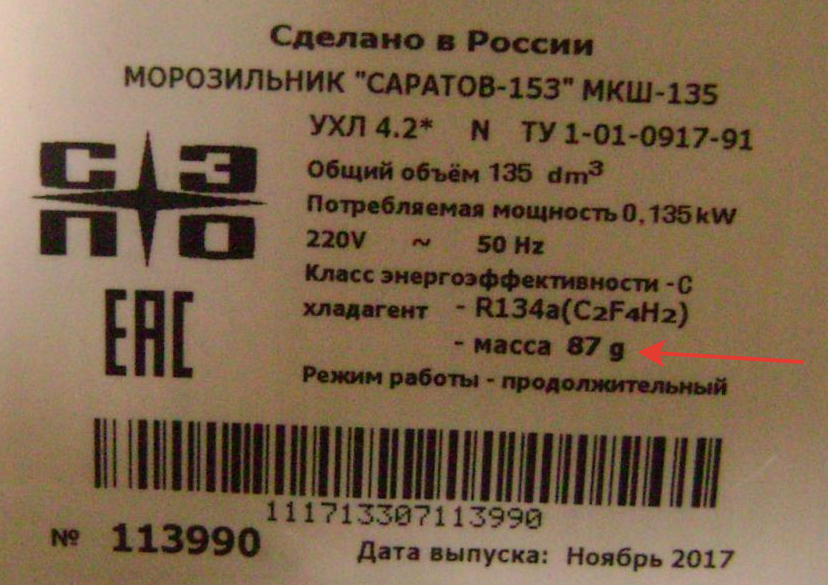 Сделано в России
МОРОЗИЛЬНИК "САРАТОВ-153" МКШ-135
УХЛ 4.2* N ТУ 1-01-0917-91
СЭПО
Общий объём 135 dm³
Потребляемая мощность 0,135 kW
220V ~ 50 Hz
Класс энергоэффективности - C
EAC
хладагент - R134a(C₂F₄H₂)
- масса 87 g
Режим работы - продолжительный
111713307113990
№ 113990
Дата выпуска: Ноябрь 2017